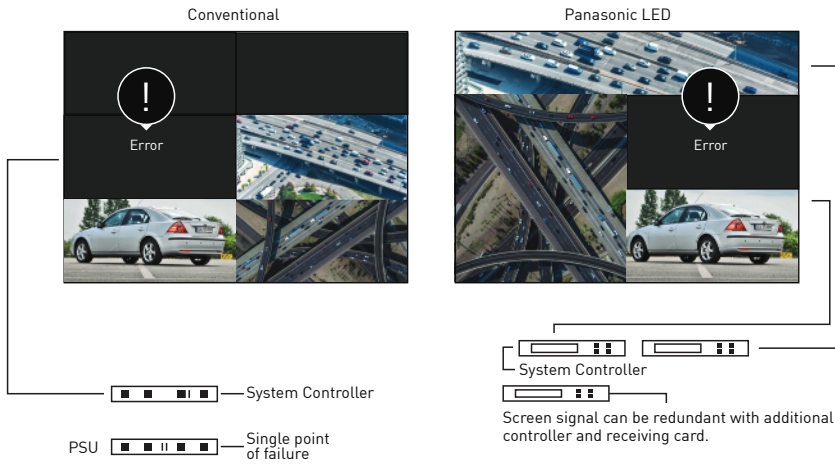 Conventional
Panasonic LED
!
Error
!
Error
System Controller
PSU
Single point
of failure
System Controller
Screen signal can be redundant with additional
controller and receiving card.